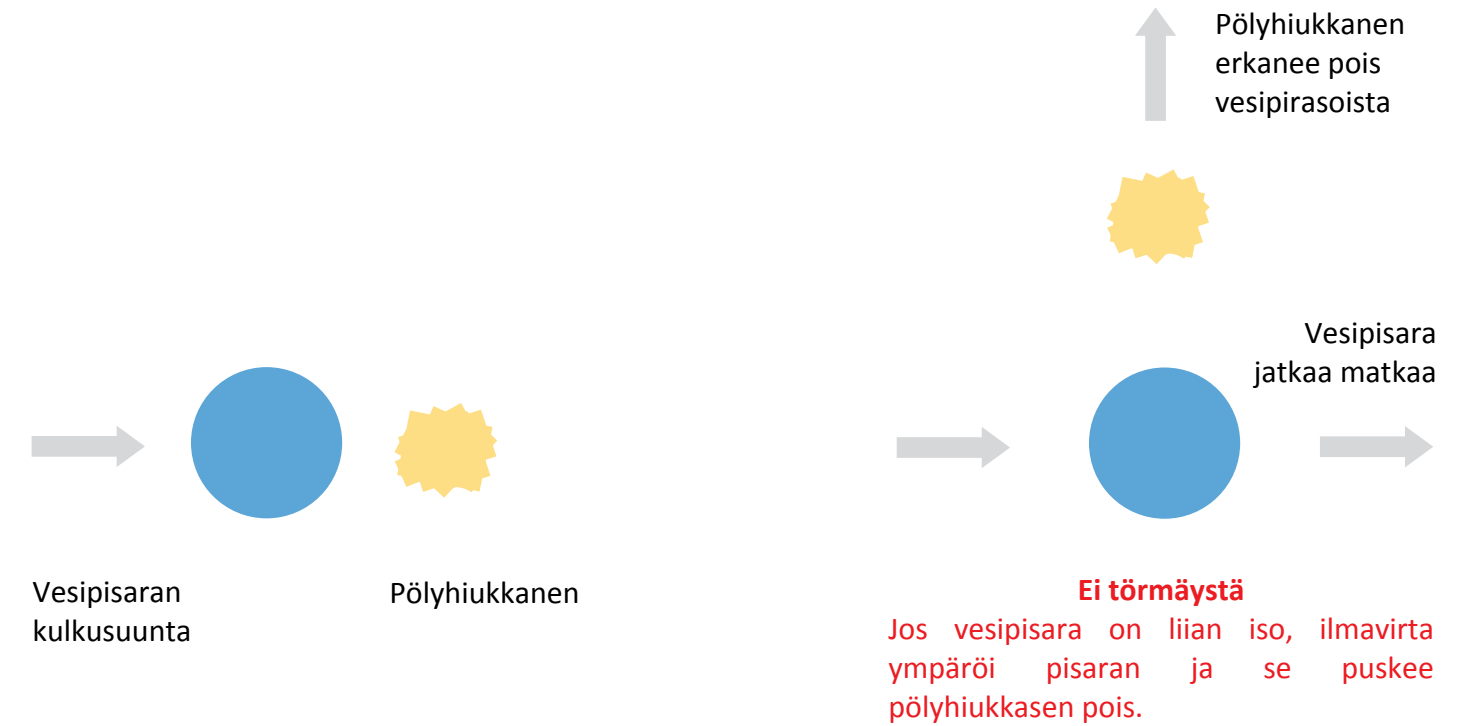 Pölyhiukkanen
erkanee pois
vesipirasoista
Vesipisara
jatkaa matkaa
Vesipisaran
kulkusuunta
Pölyhiukkanen
Ei törmäystä
Jos vesipisara on liian iso, ilmavirta
ympäröi pisaran ja se puskee
pölyhiukkasen pois.